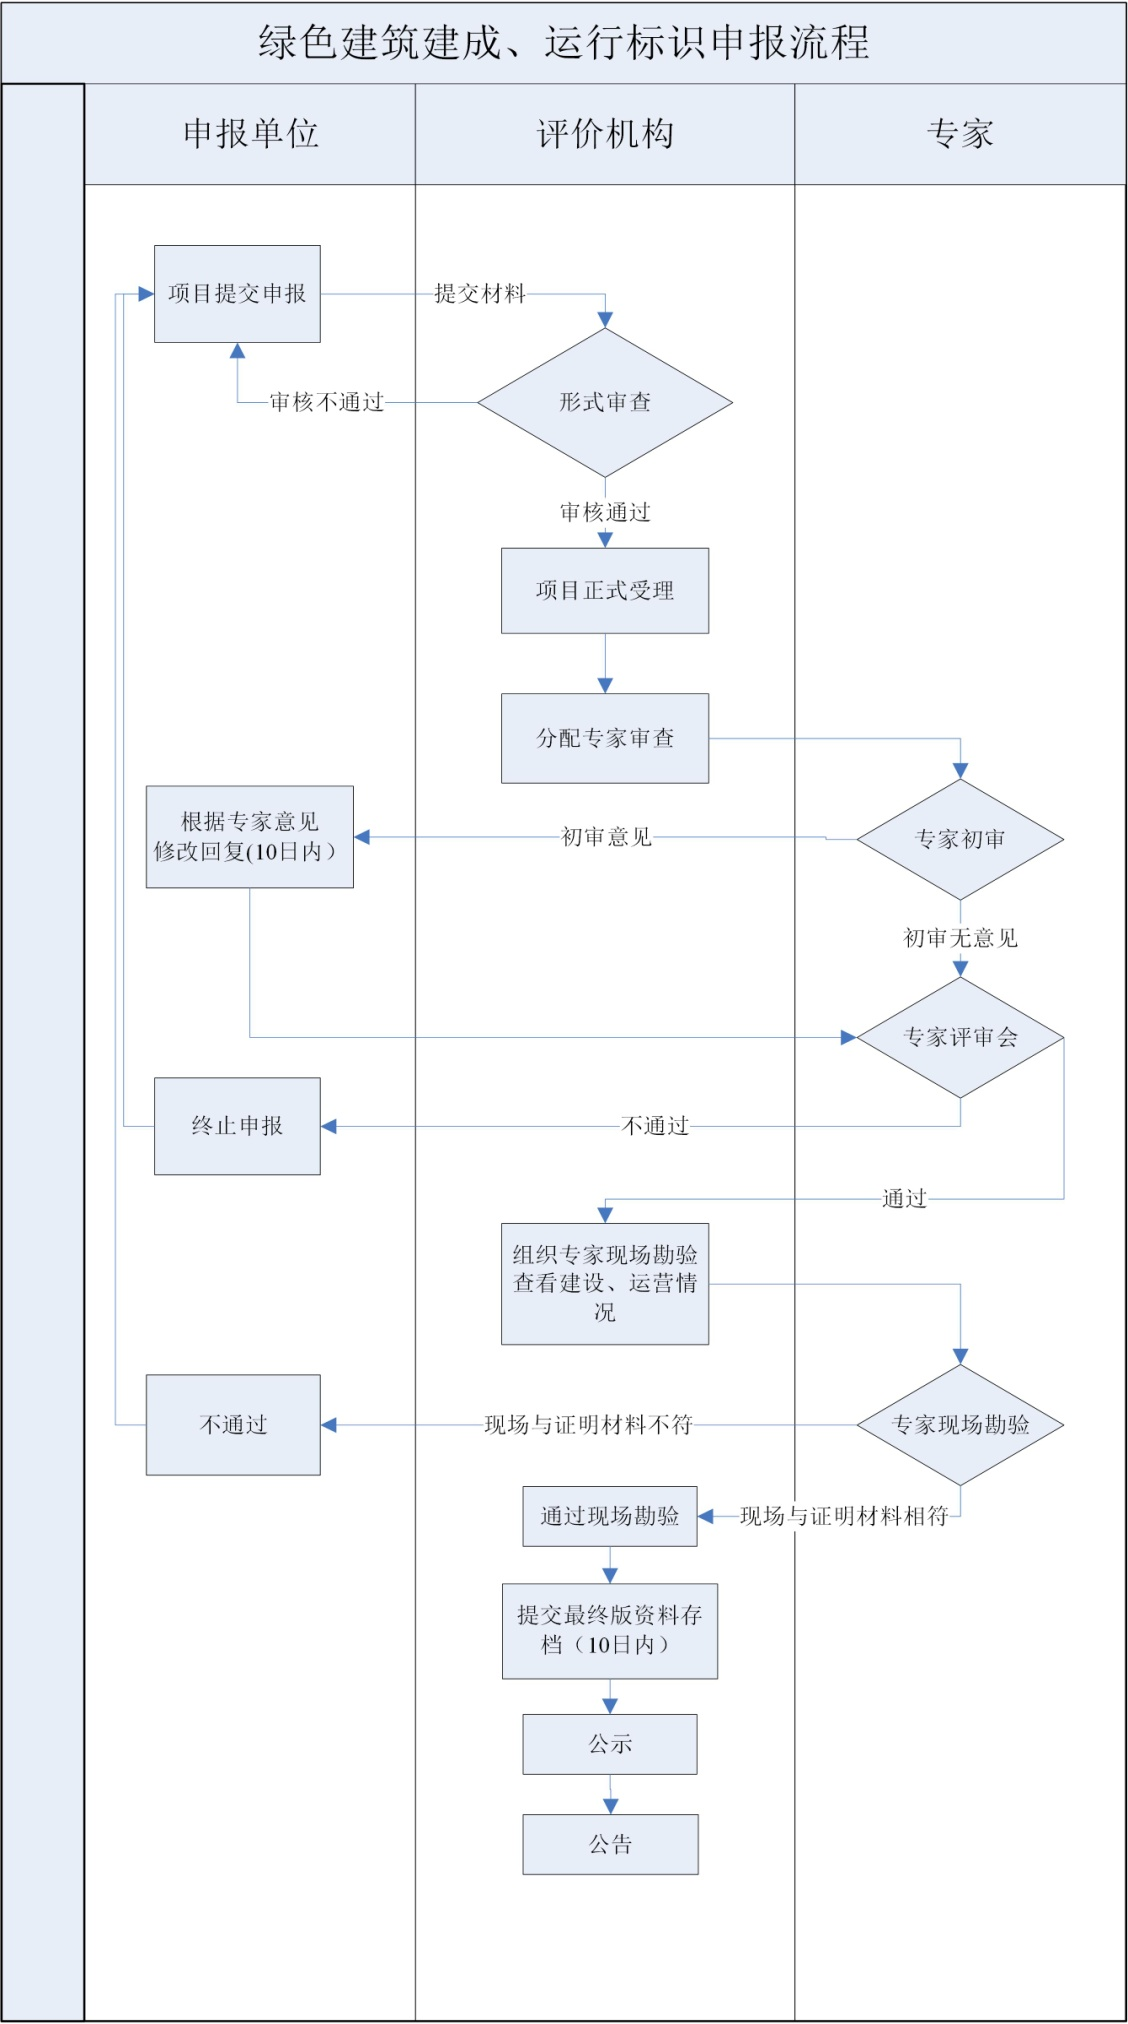 绿色建筑建成、运行标识申报流程
申报单位
评价机构
专家
项目提交申报
提交材料
审核不通过
形式审查
审核通过
项目正式受理
分配专家审查
根据专家意见
修改回复(10日内）
初审意见
专家初审
初审无意见
专家评审会
终止申报
不通过
通过
组织专家现场勘验
查看建设、运营情
况
不通过
现场与证明材料不符
专家现场勘验
通过现场勘验
现场与证明材料相符
提交最终版资料存
档（10日内）
公示
公告